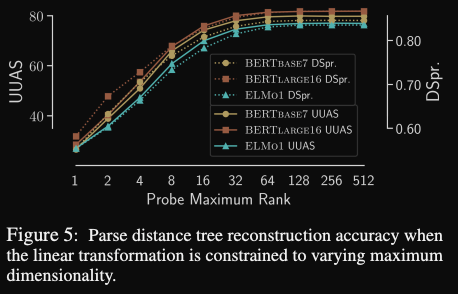 80
60
40
UUAS
0.80
0.70
0.60
DSpr.
BERTBASE7 DSpr.
BERTLARGE16 DSpr.
ELMO1 DSpr.
BERTBASE7 UUAS
BERTLARGE16 UUAS
ELMO1 UUAS
1 2 4 8 16 32 64 128 256 512
Probe Maximum Rank
Figure 5: Parse distance tree reconstruction accuracy when
the linear transformation is constrained to varying maximum
dimensionality.